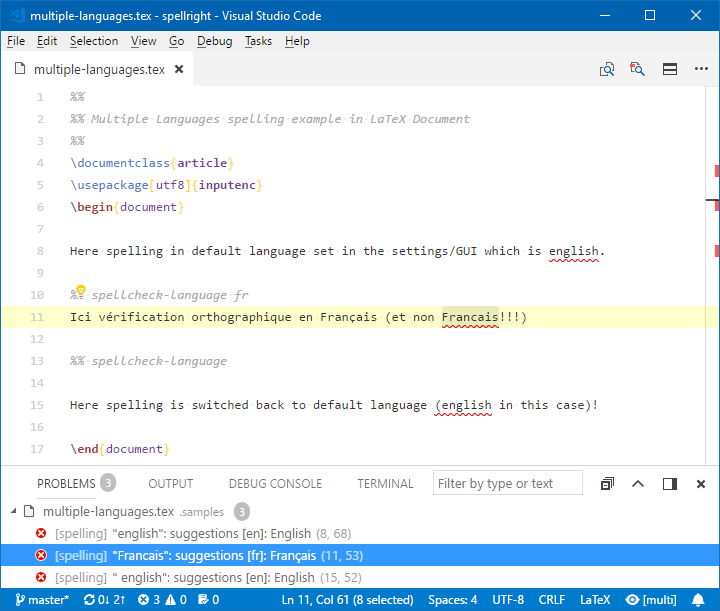 multiple-languages.tex - spellright - Visual Studio Code
File Edit Selection View Go Debug Tasks Help
multiple-languages.tex
1 %%
2 %% Multiple Languages spelling example in LaTeX Document
3 %%
4 \documentclass{article}
5 \usepackage[utf8]{inputenc}
6 \begin{document}
7
8 Here spelling in default language set in the settings/GUI which is english.
9
10 %% spellcheck-language fr
11 Ici vérification orthographique en Français (et non Francais!!!)
12
13 %% spellcheck-language
14
15 Here spelling is switched back to default language (english in this case)!
16
17 \end{document}
PROBLEMS 3 OUTPUT DEBUG CONSOLE TERMINAL Filter by type or text
multiple-languages.tex .samples 3
[spelling] "english": suggestions [en]: English (8, 68)
[spelling] "Francais": suggestions [fr]: Français (11, 53)
[spelling] " english": suggestions [en]: English (15, 52)
master* 0↓ 2↑ 3 0 0 Ln 11, Col 61 (8 selected) Spaces: 4 UTF-8 CRLF LaTeX [multi]